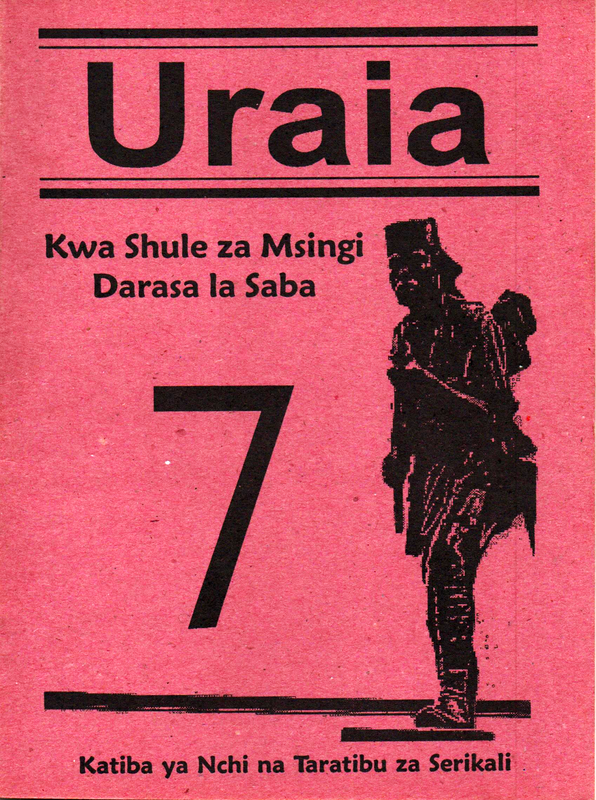 Uraia
Kwa Shule za Msingi
Darasa la Saba
7
Katiba ya Nchi na Taratibu za Serikali